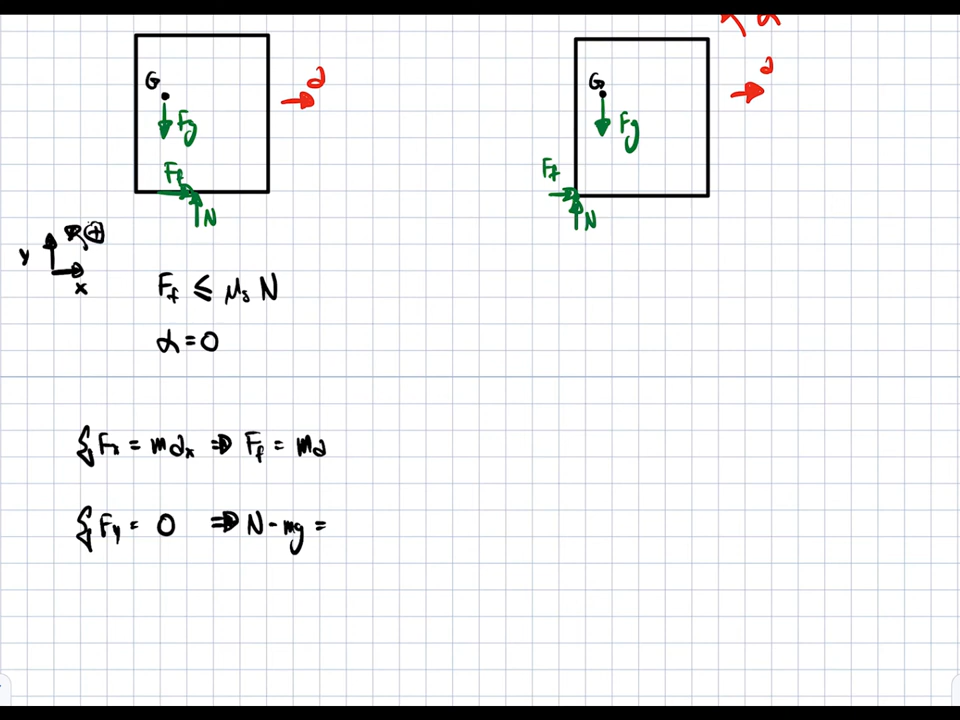 α
G
a
Fg
Ff
N
G
a
Fg
Ff
N
+
y
x
Ff ≤ μs N
α = 0
ΣFx = max ⇒ Ff = ma
ΣFy = 0 ⇒ N - mg =